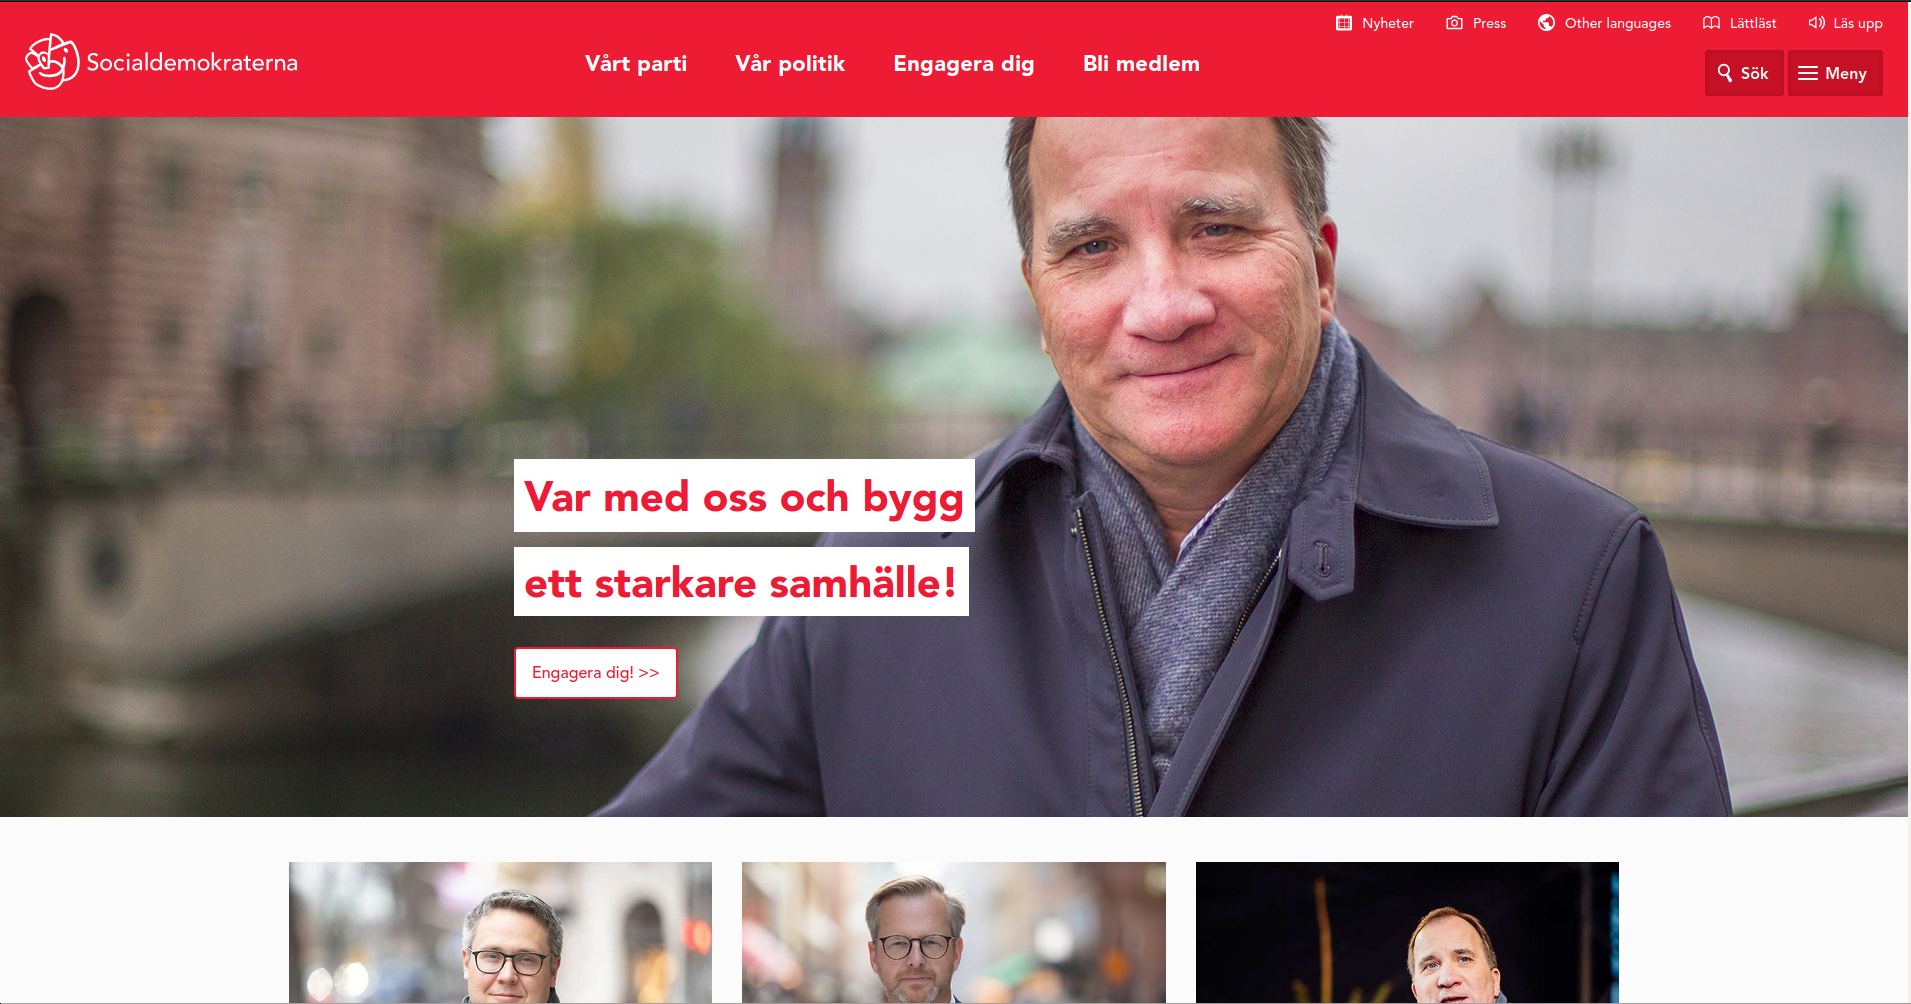 Nyheter
Press
Other languages
Lättläst
Läs upp
Socialdemokraterna
Vårt parti
Vår politik
Engagera dig
Bli medlem
Sök
Meny
Var med oss och bygg
ett starkare samhälle!
Engagera dig! >>